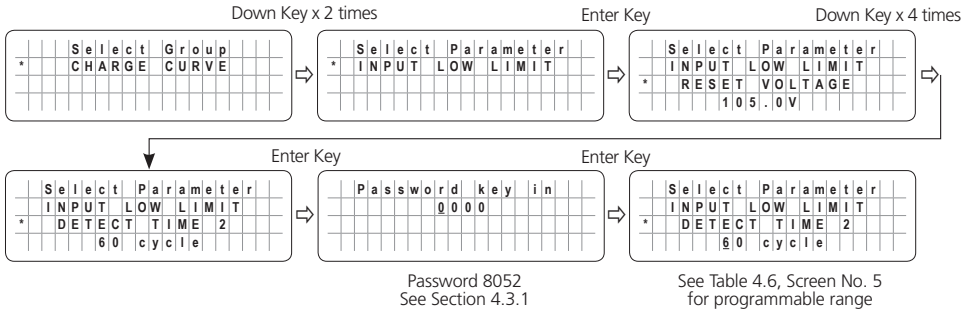 Down Key x 2 times
Enter Key
Down Key x 4 times
Select Group
* CHARGE CURVE
Select Parameter
* INPUT LOW LIMIT
Select Parameter
INPUT LOW LIMIT
* RESET VOLTAGE
105.0V
Enter Key
Enter Key
Select Parameter
INPUT LOW LIMIT
* DETECT TIME 2
60 cycle
Password key in
0000
Select Parameter
INPUT LOW LIMIT
* DETECT TIME 2
60 cycle
Password 8052
See Section 4.3.1
See Table 4.6, Screen No. 5
for programmable range